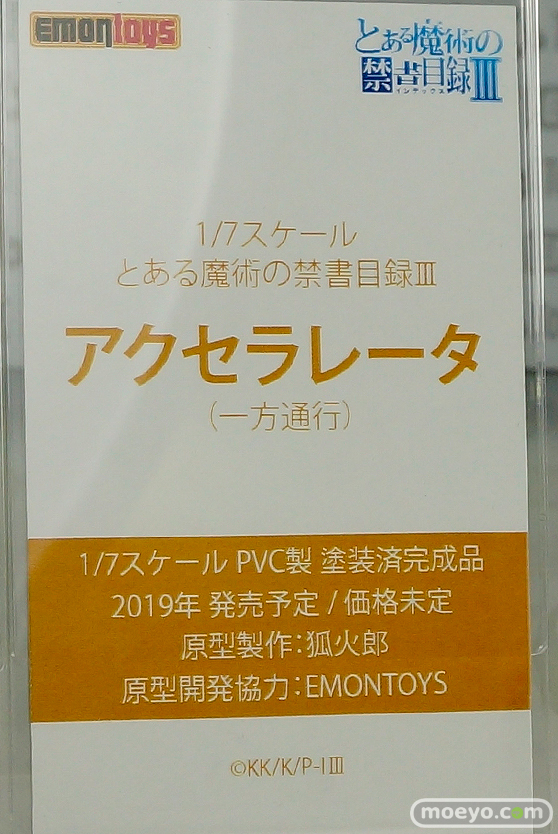 EMONTOYS
とある魔術の
禁書目録Ⅲ
インデックス
1/7スケール
とある魔術の禁書目録Ⅲ
アクセラレータ
（一方通行）
1/7スケール PVC製 塗装済完成品
2019年 発売予定 / 価格未定
原型製作：狐火郎
原型開発協力：EMONTOYS
©KK/K/P-IⅢ
moeyo.com